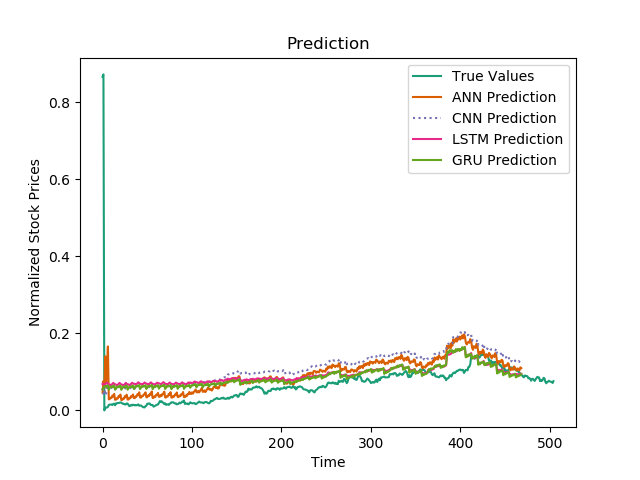 Prediction
True Values
ANN Prediction
CNN Prediction
LSTM Prediction
GRU Prediction
Normalized Stock Prices
0.8
0.6
0.4
0.2
0.0
0 100 200 300 400 500
Time